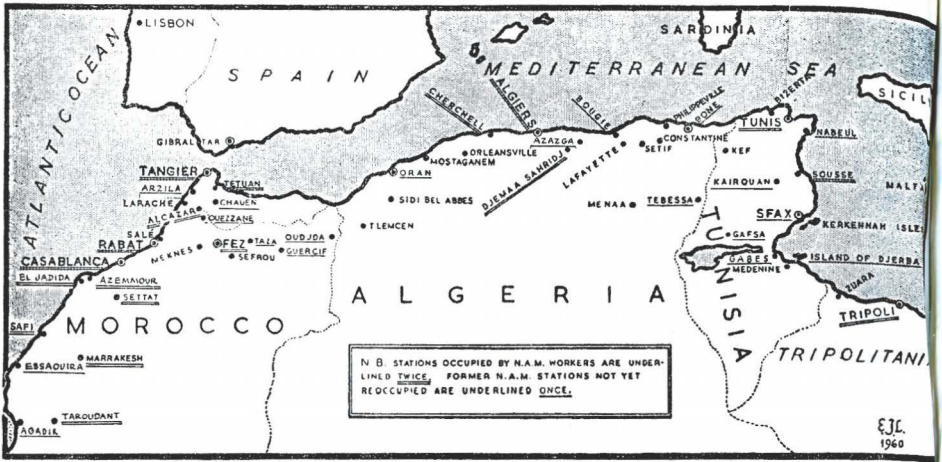 LISBON
ATLANTIC OCEAN
SPAIN
SARDINIA
MEDITERRANEAN SEA
GIBRALTAR
CHERCHELL
ALGIERS
BOUGIE
PHILIPPEVILLE
BONE
BIZERTA
TUNIS
SICIL
NABEUL
AZAZGA
ORLEANSVILLE
MOSTAGANEM
ORAN
DJEMAA SAHRIDJ
LAFAYETTE
SETIF
CONSTANTINE
KEF
TANGIER
ARZILA
TETUAN
LARACHE
CHAUEN
ALCAZAR
OUEZZANE
SIDI BEL ABBES
TLEMCEN
MENAA
TEBESSA
KAIROUAN
SOUSSE
MALTA
SFAX
KERKENNAH ISLES
SALE
RABAT
CASABLANCA
MEKNES
FEZ
TAZA
OUDJDA
SEFROU
GUERCIF
GAFSA
GABES
MEDENINE
ISLAND OF DJERBA
EL JADIDA
AZEMMOUR
SETTAT
ZUARA
TRIPOLI
SAFI
MOROCCO
ALGERIA
TUNISIA
TRIPOLITANI
MARRAKESH
ESSAOUIRA
TAROUDANT
AGADIR
N.B. STATIONS OCCUPIED BY N.A.M. WORKERS ARE UNDER-
LINED TWICE. FORMER N.A.M. STATIONS NOT YET
REOCCUPIED ARE UNDERLINED ONCE.
E.J.L.
1960